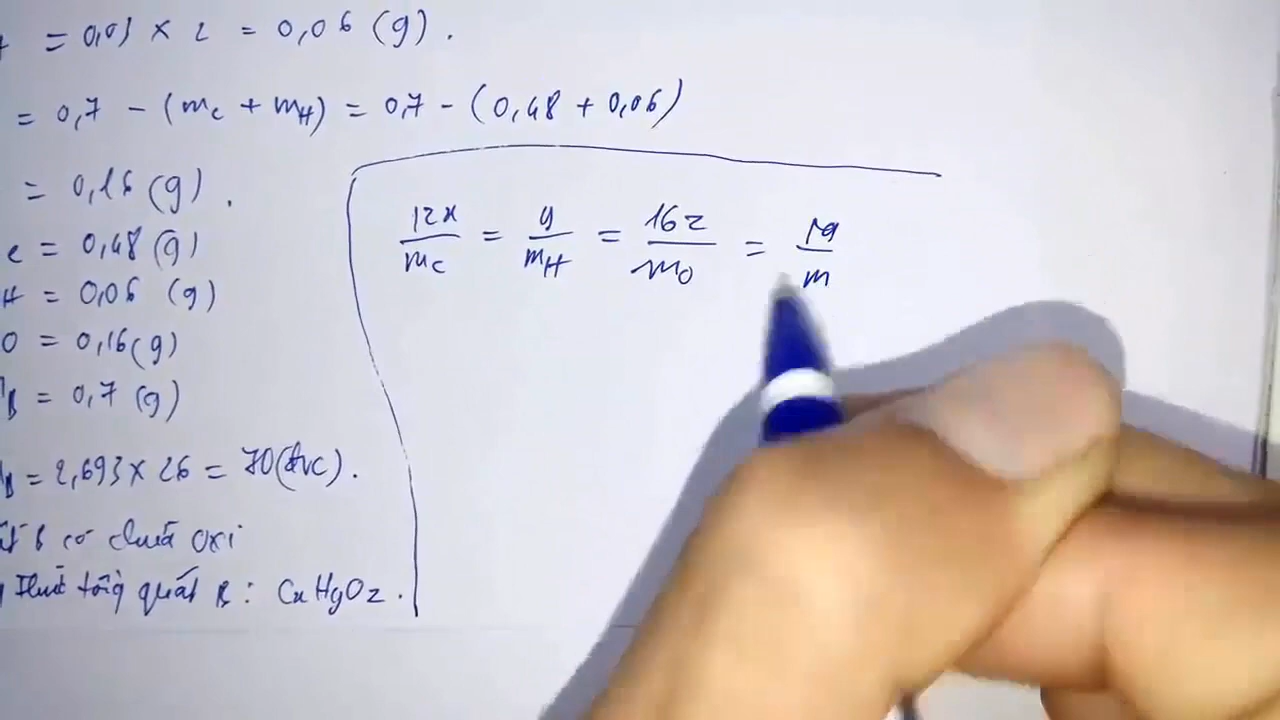 = 0,03 × 2 = 0,06 (g).
= 0,7 - (mC + mH) = 0,7 - (0,48 + 0,06)
= 0,16 (g).
C = 0,48 (g)
H = 0,06 (g)
O = 0,16 (g)
B = 0,7 (g)
B = 2,693 × 26 = 70 (đvC).
B có chứa oxi
thức tổng quát B: CxHyOz.
12x/mC = y/mH = 16z/mO = M/m